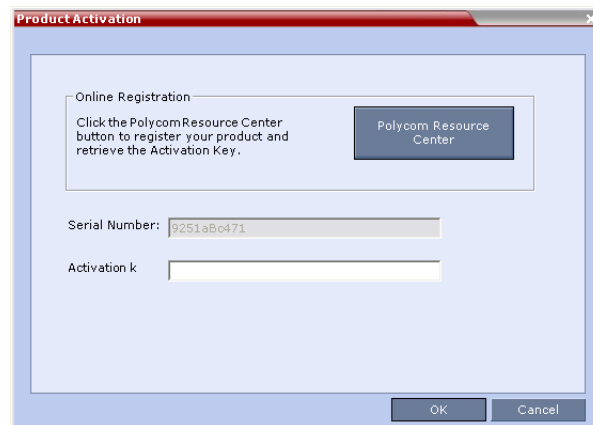 Product Activation
Online Registration
Click the Polycom Resource Center
button to register your product and
retrieve the Activation Key.
Polycom Resource
Center
Serial Number:
9251aBc471
Activation k
OK
Cancel